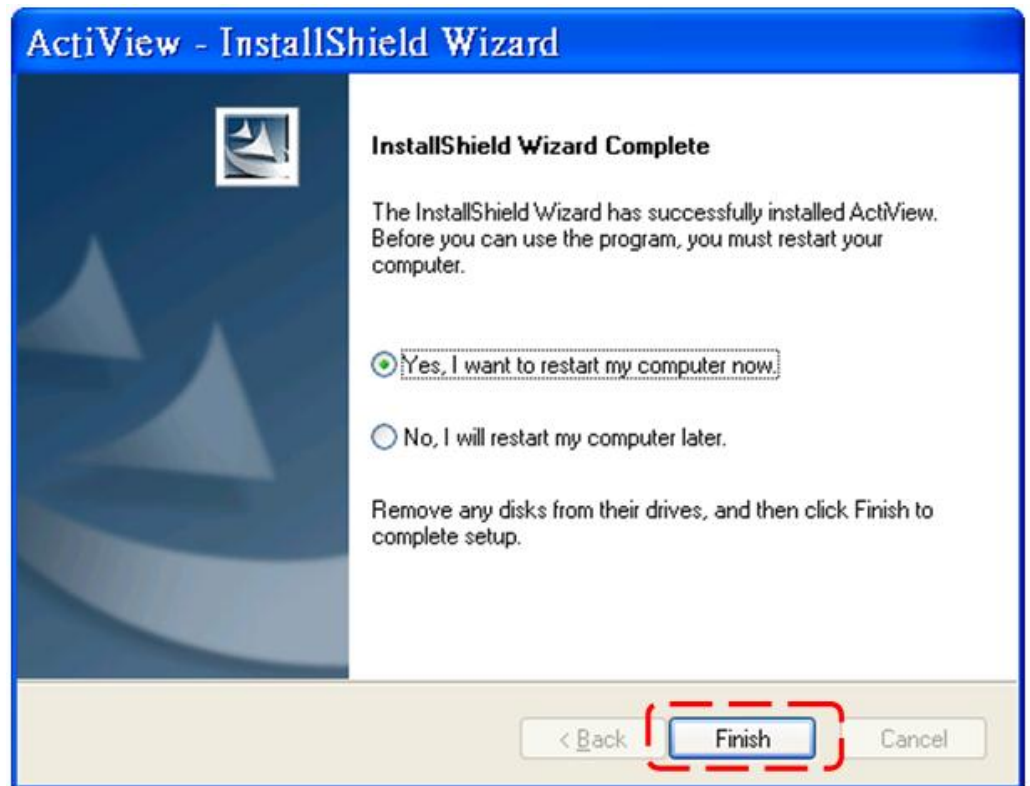 ActiView - InstallShield Wizard
InstallShield Wizard Complete
The InstallShield Wizard has successfully installed ActiView.
Before you can use the program, you must restart your
computer.
Yes, I want to restart my computer now.
No, I will restart my computer later.
Remove any disks from their drives, and then click Finish to
complete setup.
< Back Finish Cancel